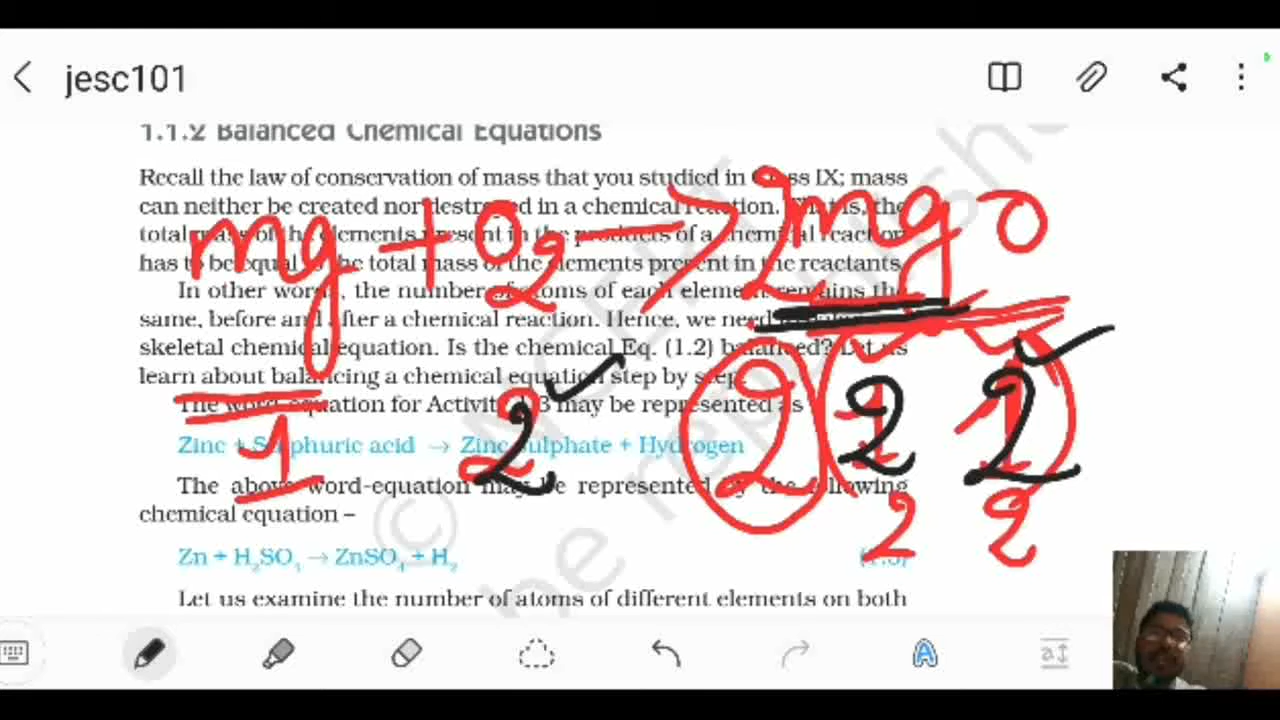 jesc101
1.1.2 Balanced Chemical Equations
Recall the law of conservation of mass that you studied in Class IX; mass
can neither be created nor destroyed in a chemical reaction. That is, the
total mass of the elements present in the products of a chemical reaction
has to be equal to the total mass of the elements present in the reactants.
mg + O2 → 2mgO
In other words, the number of atoms of each element remains the
same, before and after a chemical reaction. Hence, we need
skeletal chemical equation. Is the chemical Eq. (1.2) balanced? Let us
learn about balancing a chemical equation step by step.
The word-equation for Activity 1.3 may be represented as
Zinc + Sulphuric acid → Zinc sulphate + Hydrogen
1 2 2 2 2
The above word-equation may be represented by the following
chemical equation –
2 2
Zn + H2SO4 → ZnSO4 + H2
Let us examine the number of atoms of different elements on both